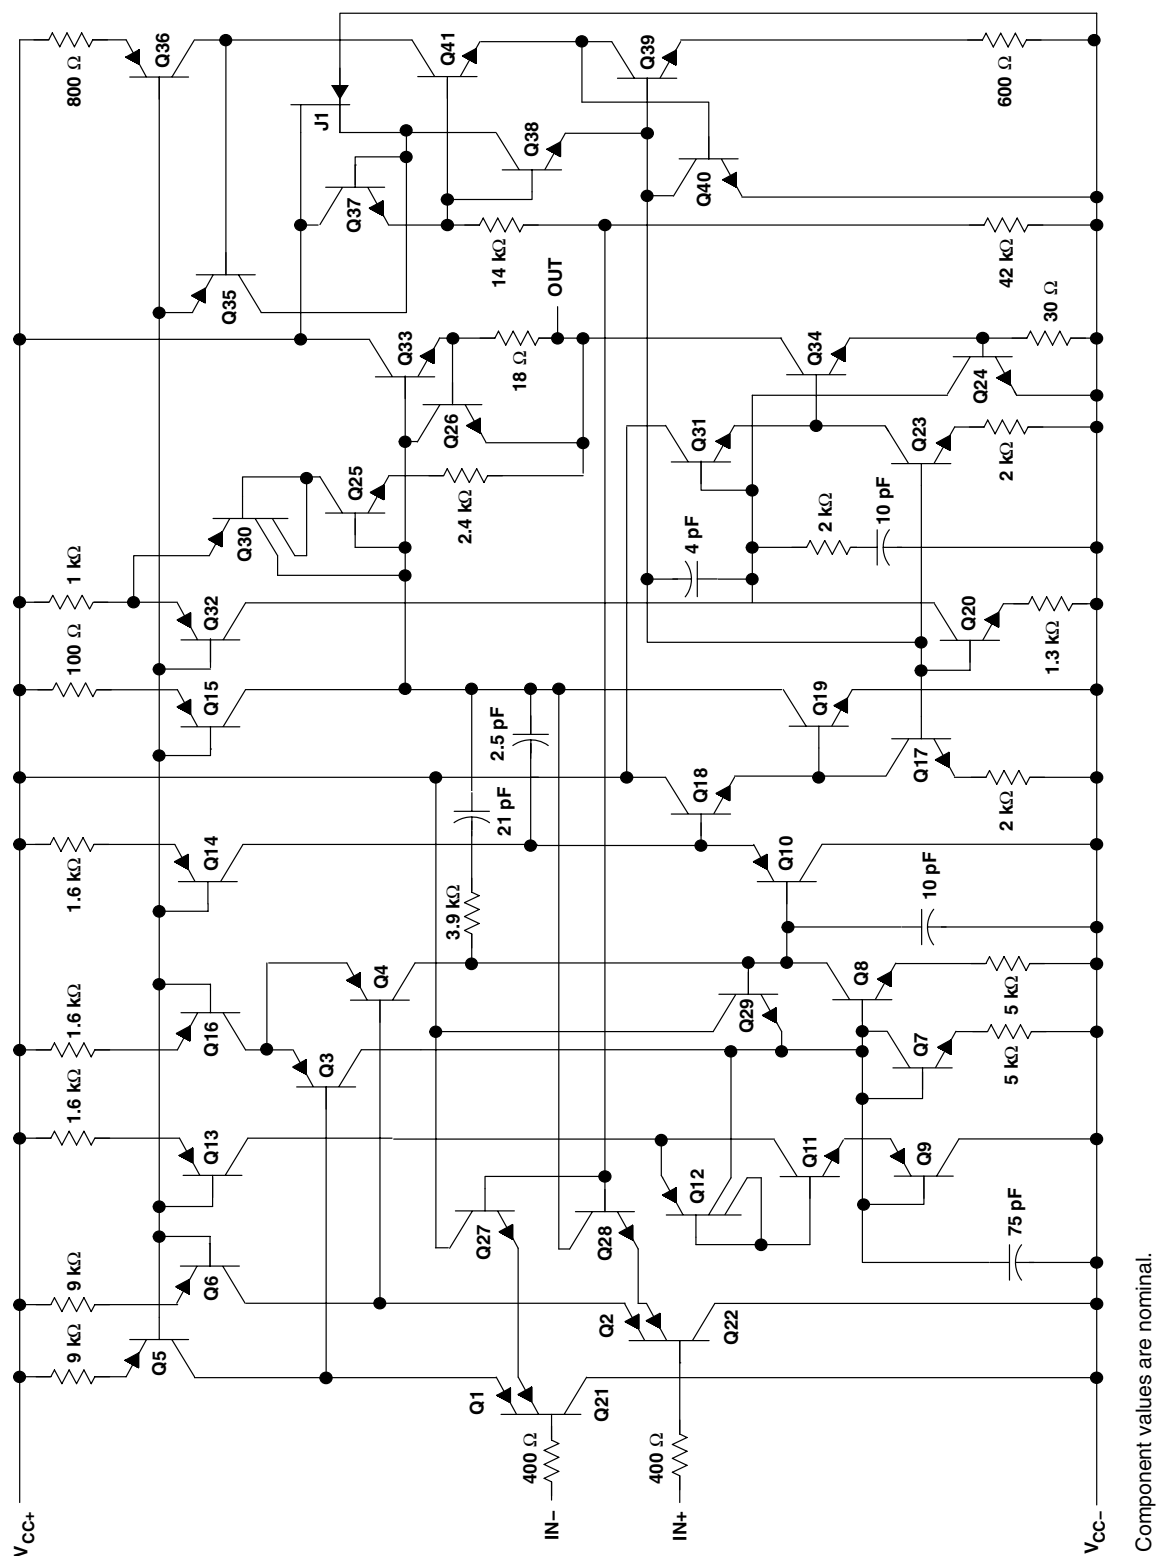 VCC+
9 kΩ
9 kΩ
1.6 kΩ
1.6 kΩ
1.6 kΩ
100 Ω
1 kΩ
800 Ω
Q5
Q6
Q13
Q16
Q14
Q15
Q32
Q30
Q35
Q36
Q3
Q4
Q25
J1
Q37
Q33
Q26
3.9 kΩ
2.4 kΩ
Q41
Q1
Q27
21 pF
2.5 pF
18 Ω
14 kΩ
Q38
400 Ω
IN−
OUT
Q21
Q2
Q28
Q39
400 Ω
IN+
Q12
Q18
4 pF
Q31
Q40
Q22
Q29
Q11
Q10
Q19
2 kΩ
Q34
Q8
10 pF
Q9
Q7
10 pF
Q17
Q20
Q23
Q24
75 pF
5 kΩ
5 kΩ
2 kΩ
1.3 kΩ
2 kΩ
30 Ω
42 kΩ
600 Ω
VCC−
Component values are nominal.